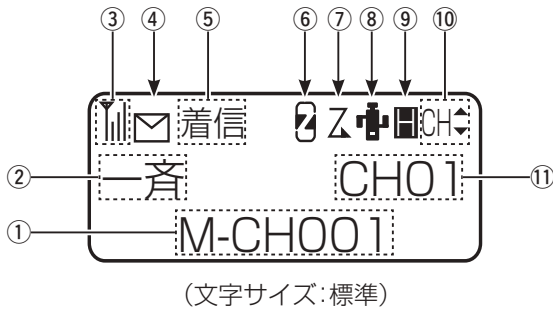 ③ ④ ⑤ ⑥ ⑦ ⑧ ⑨ ⑩
着信 Z Z H CH
② 一斉 CH01 ⑪
① M-CH001
(文字サイズ:標準)